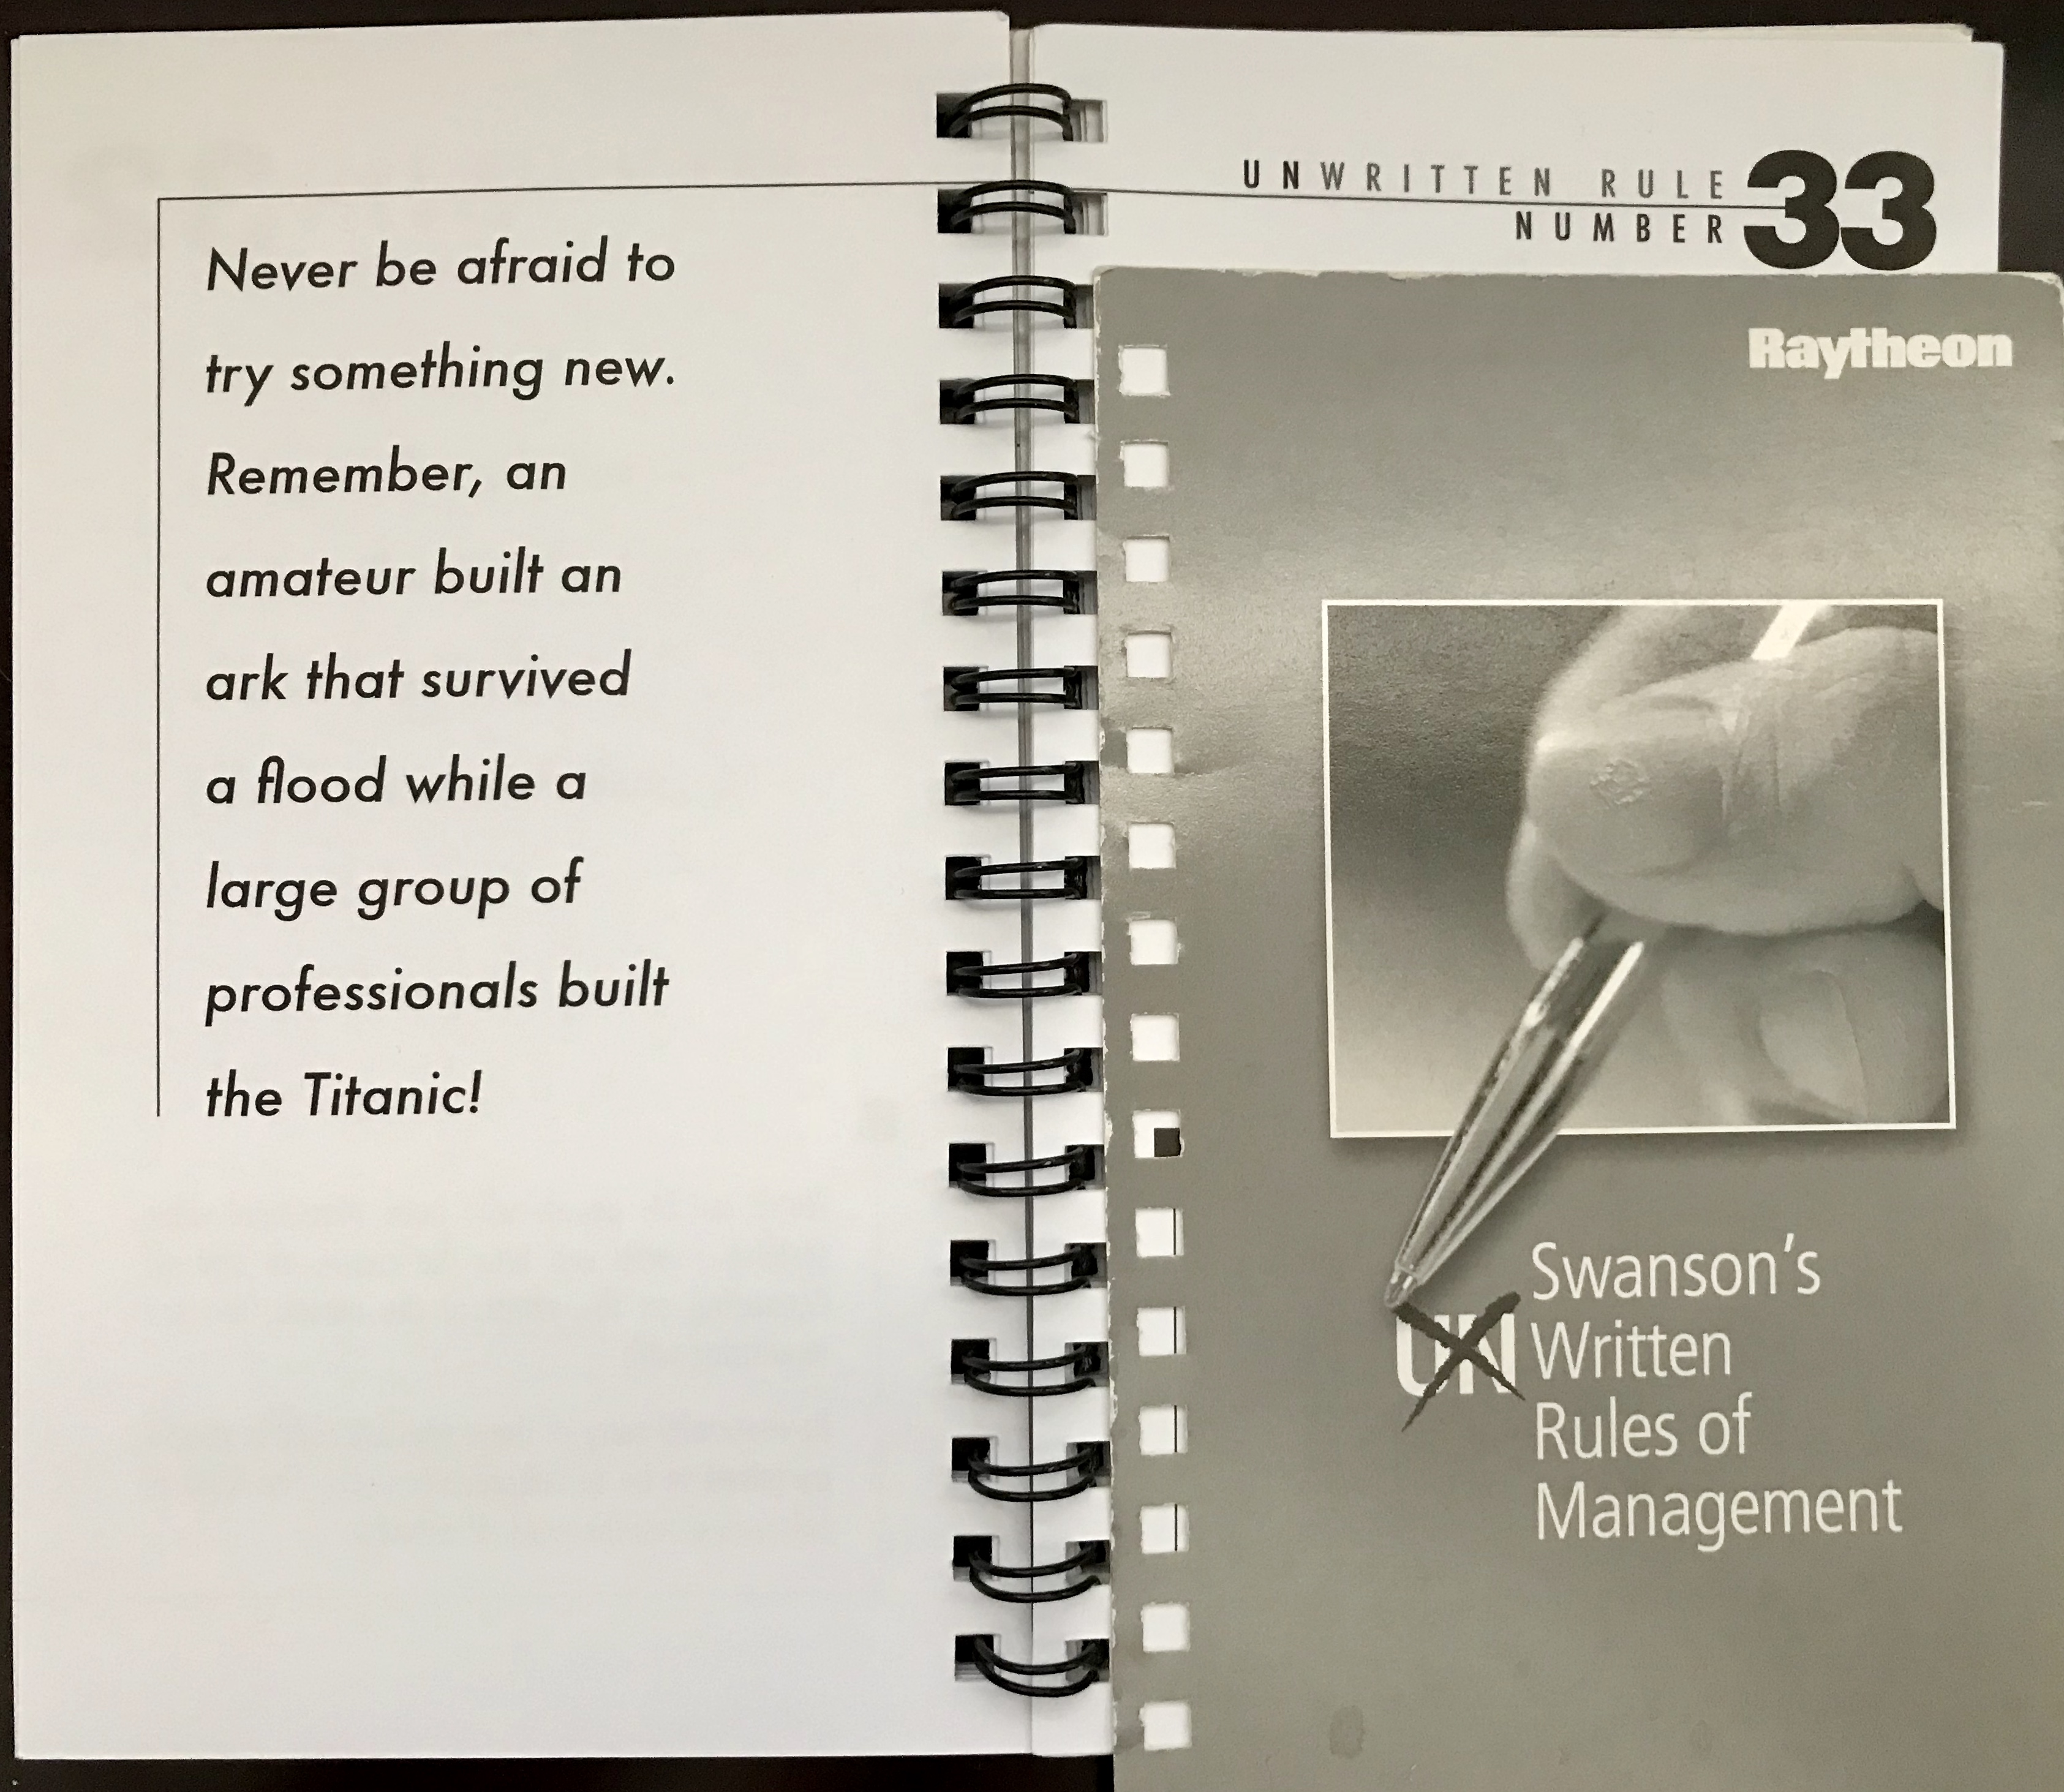 Never be afraid to
try something new.
Remember, an
amateur built an
ark that survived
a flood while a
large group of
professionals built
the Titanic!
UNWRITTEN RULE
NUMBER 33
Raytheon
Swanson's
UN Written
Rules of
Management